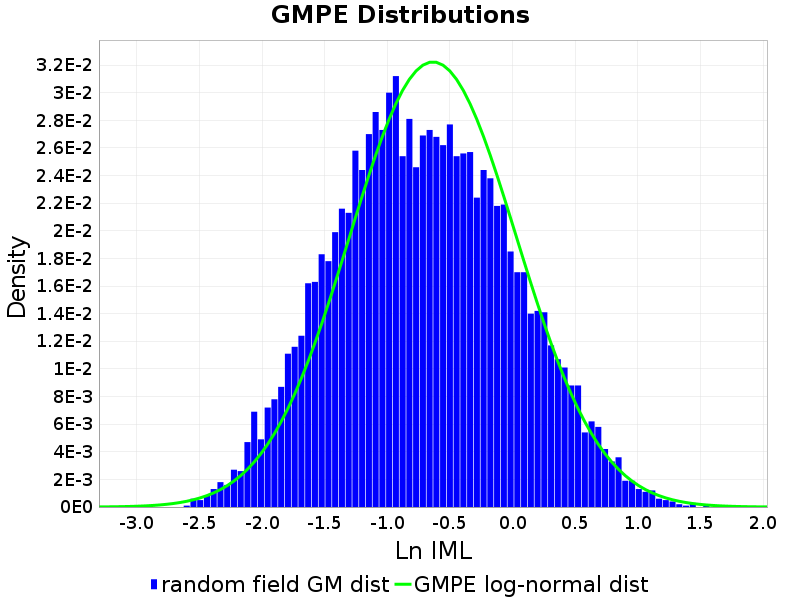 GMPE Distributions
3.2E-2
3E-2
2.8E-2
2.6E-2
2.4E-2
2.2E-2
2E-2
1.8E-2
1.6E-2
1.4E-2
1.2E-2
1E-2
8E-3
6E-3
4E-3
2E-3
0E0
Density
-3.0 -2.5 -2.0 -1.5 -1.0 -0.5 0.0 0.5 1.0 1.5 2.0
Ln IML
random field GM dist GMPE log-normal dist